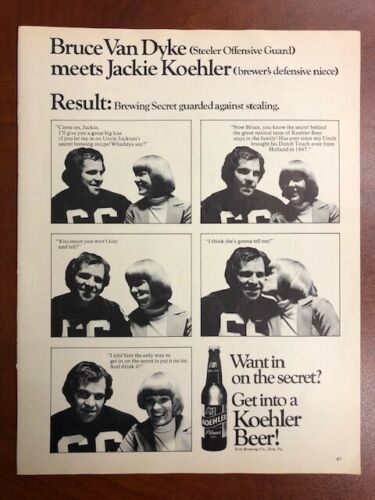 Bruce Van Dyke (Steeler Offensive Guard)
meets Jackie Koehler (brewer's defensive niece)
Result: Brewing Secret guarded against stealing.
"Come on, Jackie,
I'll give you a great big kiss
if you let me in on Uncle Jackson's
secret brewing recipe! Whaddya say?"
"Now Bruce, you know the secret behind
the great natural taste of Koehler Beer
stays in the family! Has ever since my Uncle
brought his Dutch Touch over from
Holland in 1847."
"You mean you won't kiss
and tell?"
"I think she's gonna tell me!"
"I told him the only way to
get in on the secret is put it on ice.
And drink it!"
Want in
on the secret?
Get into a
Koehler
Beer!
Erie Brewing Co., Erie, Pa.
KOEHLER
Pilsener
66
66
66
47